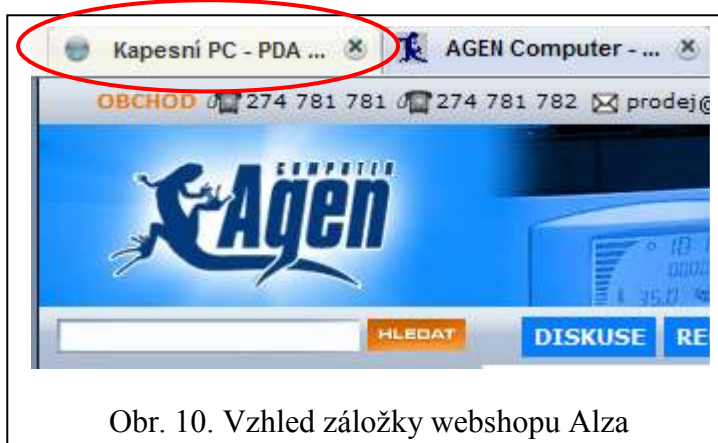 Kapesní PC - PDA ... AGEN Computer - ...
OBCHOD 274 781 781 274 781 782 prodej@
COMPUTER
Agen
HLEDAT DISKUSE RE
Obr. 10. Vzhled záložky webshopu Alza